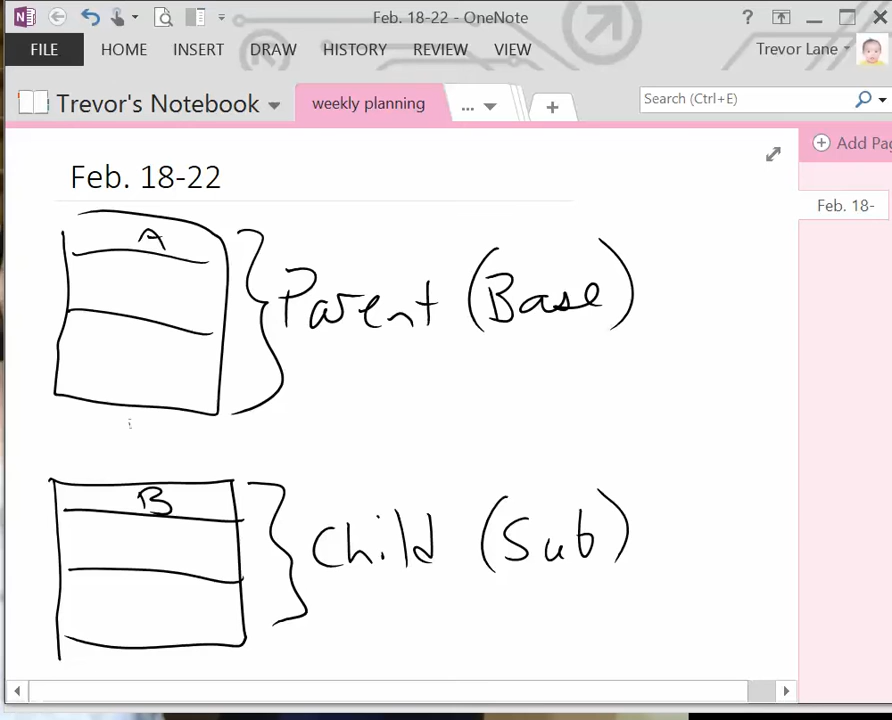 Feb. 18-22 - OneNote
?
FILE HOME INSERT DRAW HISTORY REVIEW VIEW
Trevor Lane
Trevor's Notebook
weekly planning
...
+
Search (Ctrl+E)
Add Pag
Feb. 18-22
Feb. 18-
A
Parent (Base)
B
Child (Sub)